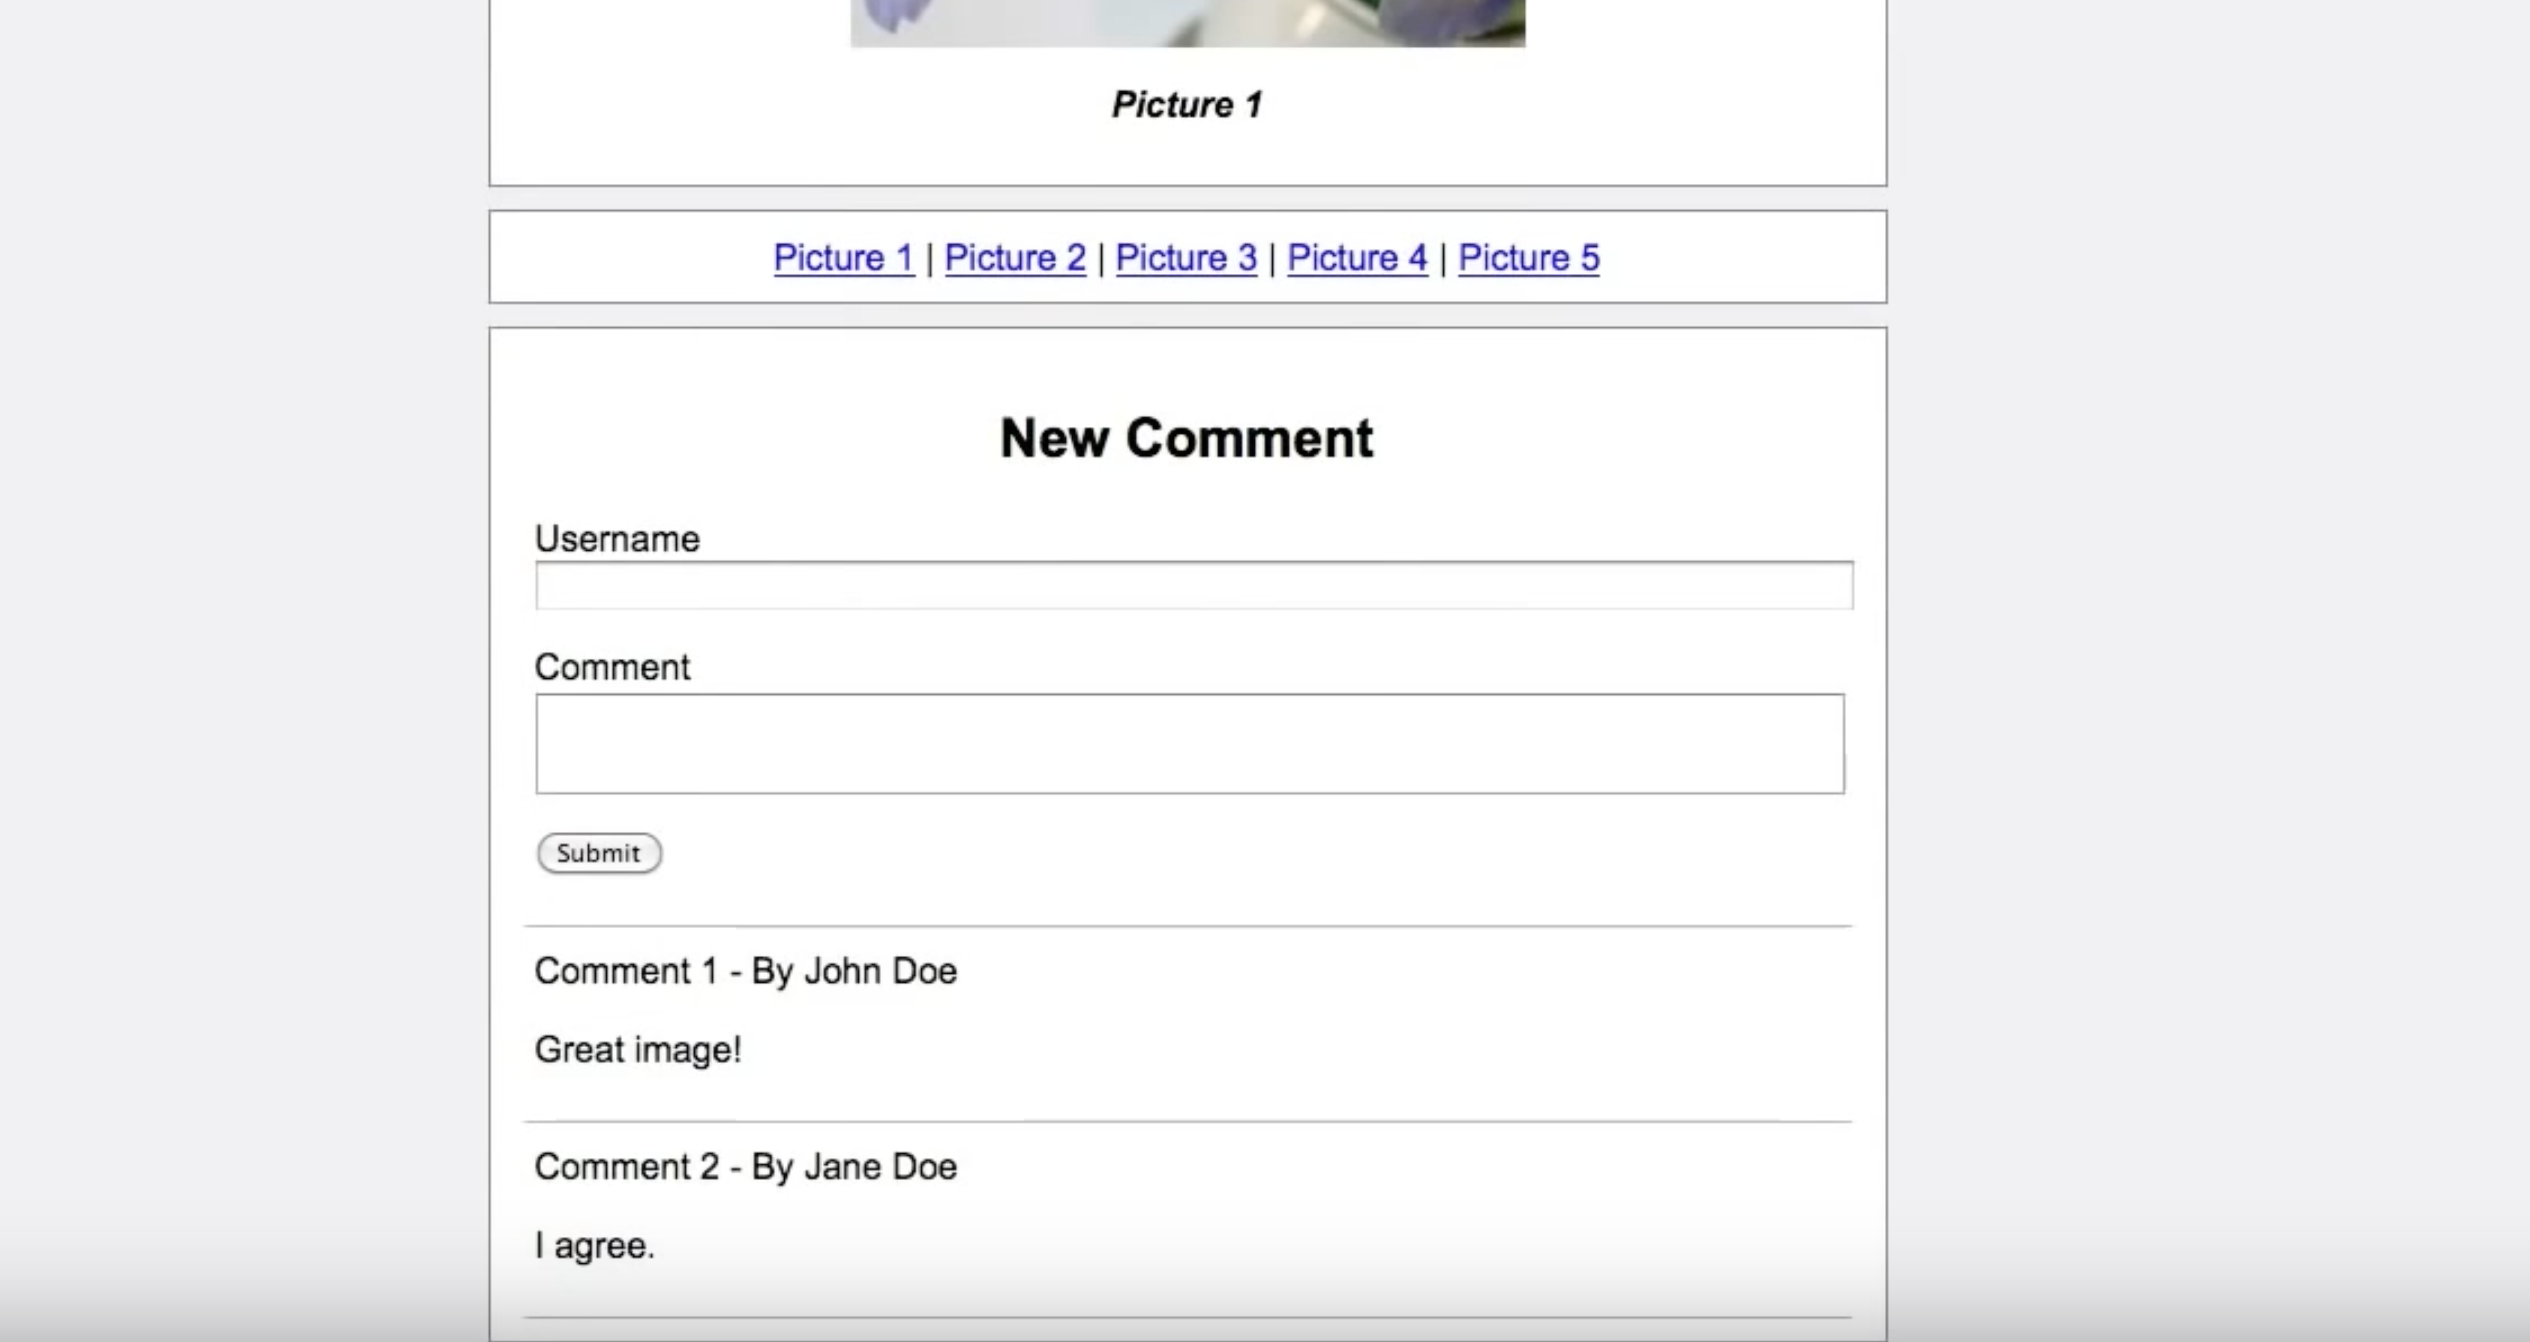 Picture 1
Picture 1 | Picture 2 | Picture 3 | Picture 4 | Picture 5
New Comment
Username
Comment
Submit
Comment 1 - By John Doe
Great image!
Comment 2 - By Jane Doe
I agree.